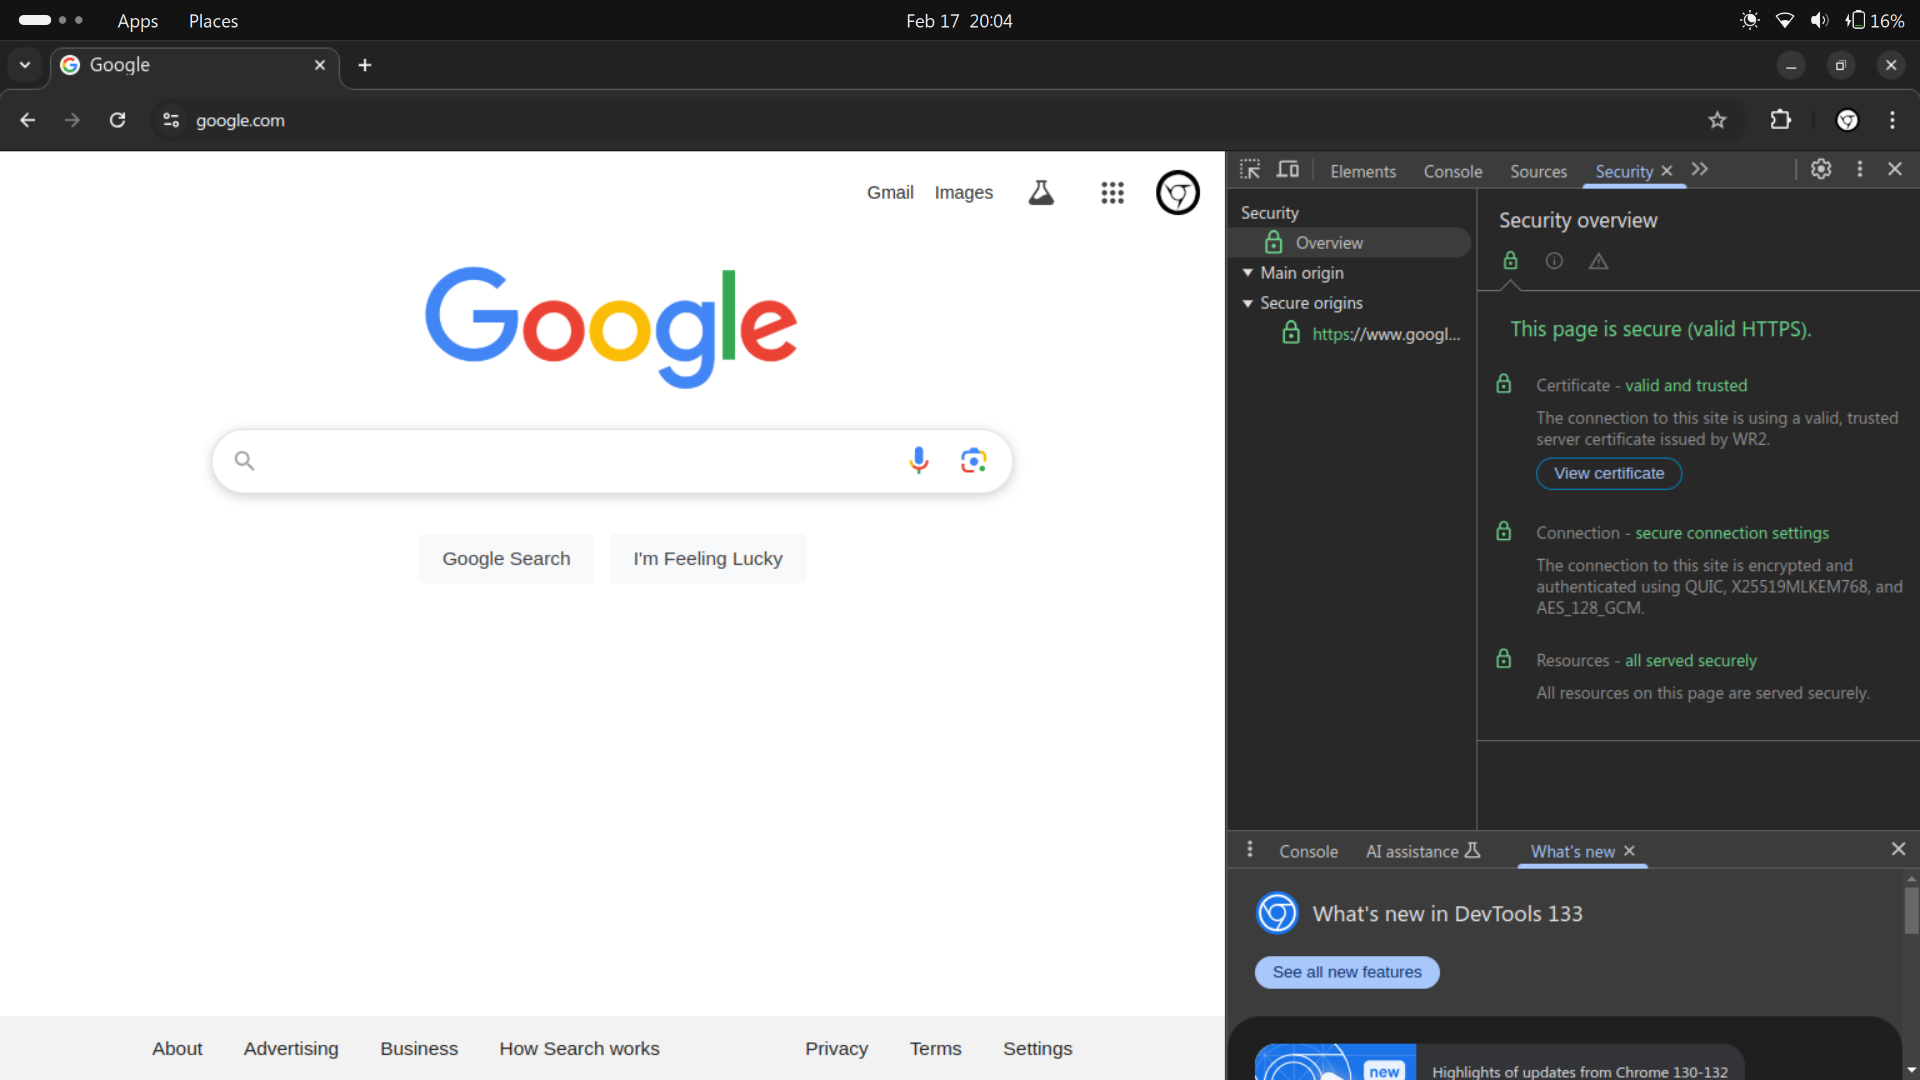 Apps Places Feb 17 20:04 16%
Google
google.com
Gmail Images
Google
Google Search I'm Feeling Lucky
About Advertising Business How Search works Privacy Terms Settings
Elements Console Sources Security
Security
Overview
Main origin
Secure origins
https://www.googl...
Security overview
This page is secure (valid HTTPS).
Certificate - valid and trusted
The connection to this site is using a valid, trusted
server certificate issued by WR2.
View certificate
Connection - secure connection settings
The connection to this site is encrypted and
authenticated using QUIC, X25519MLKEM768, and
AES_128_GCM.
Resources - all served securely
All resources on this page are served securely.
Console AI assistance What's new
What's new in DevTools 133
See all new features
new
Highlights of updates from Chrome 130-132